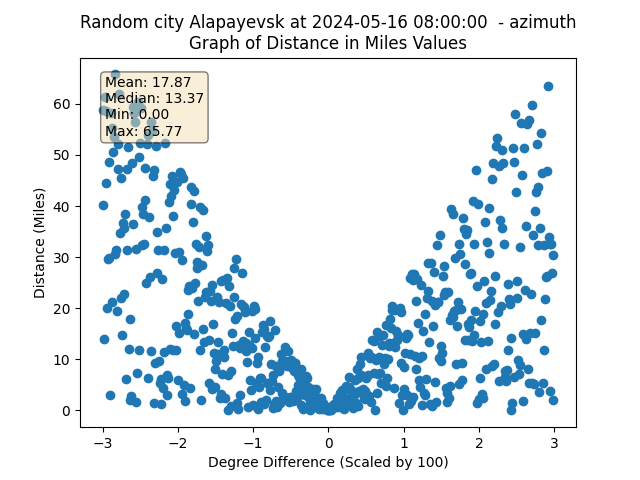 Random city Alapayevsk at 2024-05-16 08:00:00  - azimuth
Graph of Distance in Miles Values
Mean: 17.87
Median: 13.37
Min: 0.00
Max: 65.77
Distance (Miles)
60
50
40
30
20
10
0
−3 −2 −1 0 1 2 3
Degree Difference (Scaled by 100)